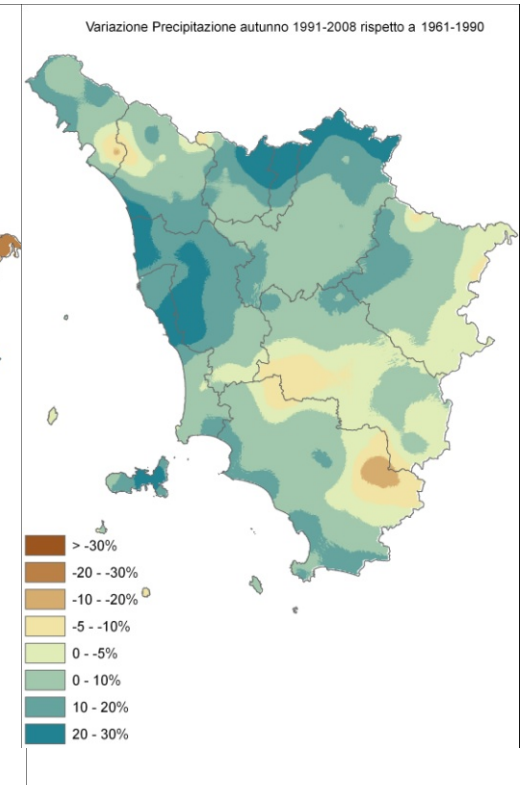 Variazione Precipitazione autunno 1991-2008 rispetto a 1961-1990
> -30%
-20 - -30%
-10 - -20%
-5 - -10%
0 - -5%
0 - 10%
10 - 20%
20 - 30%